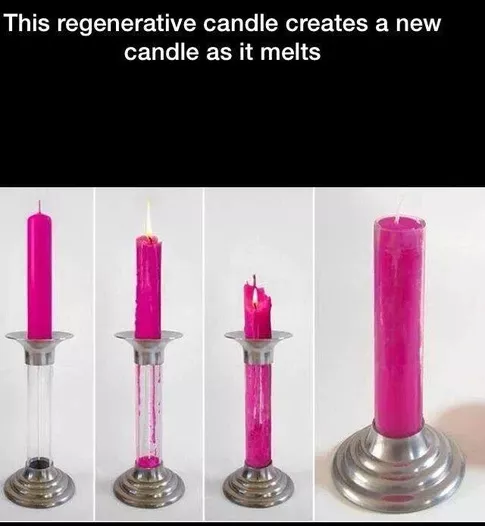 This regenerative candle creates a new
candle as it melts